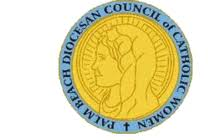 PALM BEACH DIOCESAN COUNCIL of CATHOLIC WOMEN